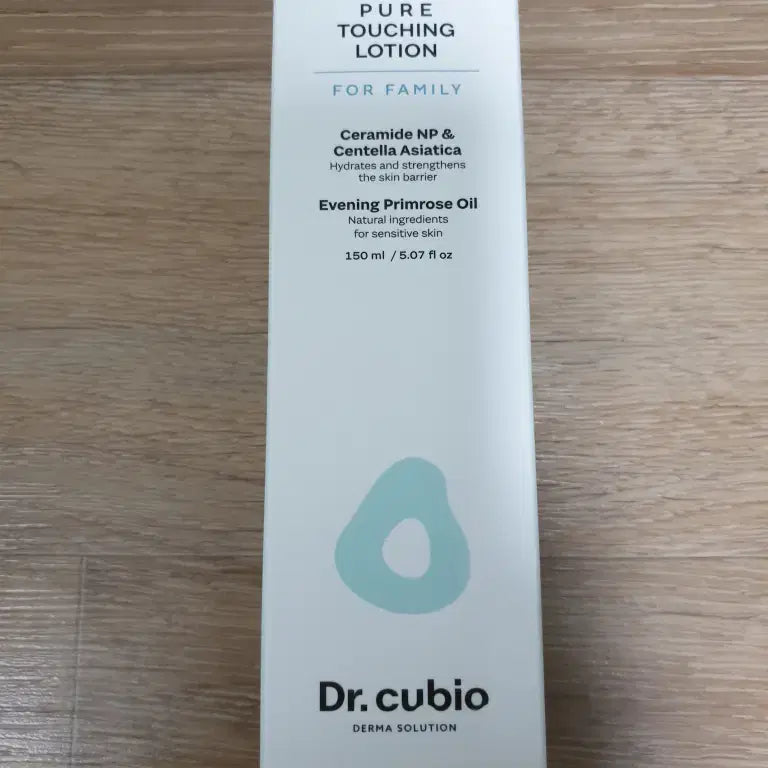 PURE
TOUCHING
LOTION
FOR FAMILY
Ceramide NP &
Centella Asiatica
Hydrates and strengthens
the skin barrier
Evening Primrose Oil
Natural ingredients
for sensitive skin
150 ml / 5.07 fl oz
Dr. cubio
DERMA SOLUTION